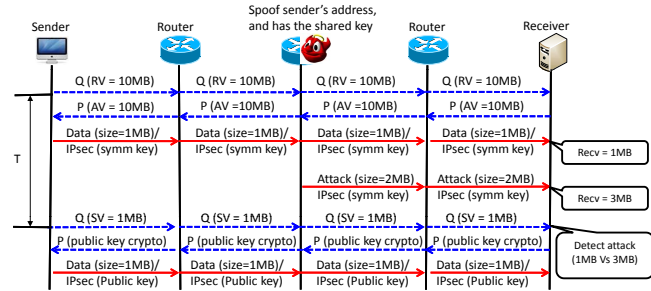 Spoof sender's address,
and has the shared key
Sender
Router
Router
Receiver
Q (RV = 10MB)
Q (RV = 10MB)
Q (RV = 10MB)
Q (RV = 10MB)
P (AV =10MB)
P (AV =10MB)
P (AV =10MB)
P (AV =10MB)
Data (size=1MB)/
IPsec (symm key)
Data (size=1MB)/
IPsec (symm key)
Data (size=1MB)/
IPsec (symm key)
Data (size=1MB)/
IPsec (symm key)
Recv = 1MB
T
Attack (size=2MB)
IPsec (symm key)
Attack (size=2MB)
IPsec (symm key)
Recv = 3MB
Q (SV = 1MB)
Q (SV = 1MB)
Q (SV = 1MB)
Q (SV = 1MB)
P (public key crypto)
P (public key crypto)
P (public key crypto)
P (public key crypto)
Detect attack
(1MB Vs 3MB)
Data (size=1MB)/
IPsec (Public key)
Data (size=1MB)/
IPsec (Public key)
Data (size=1MB)/
IPsec (Public key)
Data (size=1MB)/
IPsec (Public key)